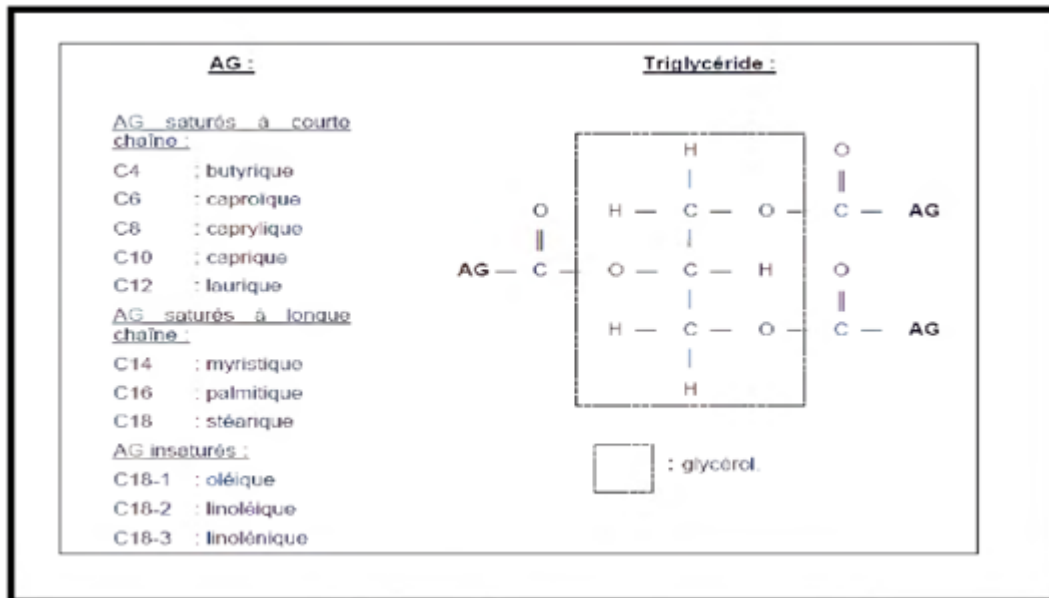 AG :
AG saturés à courte
chaîne :
C4 : butyrique
C6 : caproïque
C8 : caprylique
C10 : caprique
C12 : laurique
AG saturés à longue
chaîne :
C14 : myristique
C16 : palmitique
C18 : stéarique
AG insaturés :
C18-1 : oléique
C18-2 : linoléique
C18-3 : linolénique
Triglycéride :
H O
O H — C — O — C — AG
AG — C — O — C — H O
H — C — O — C — AG
H
: glycérol.